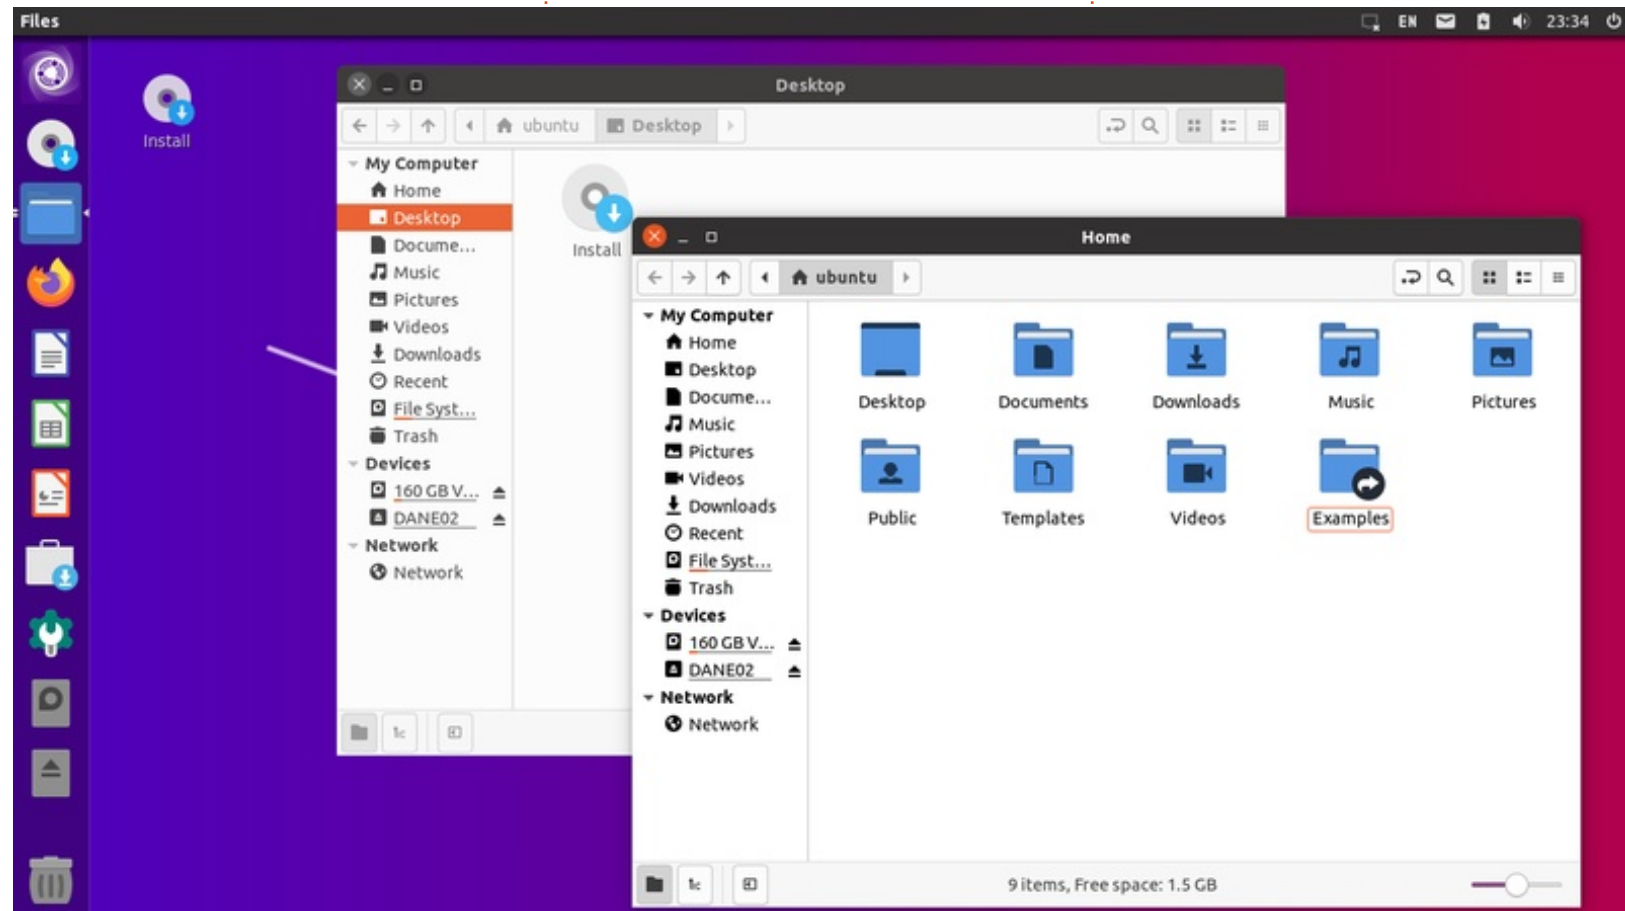 Files
EN
23:34
Install
Desktop
ubuntu
Desktop
My Computer
Home
Desktop
Docume...
Music
Pictures
Videos
Downloads
Recent
File Syst...
Trash
Devices
160 GB V...
DANE02
Network
Network
Install
Home
ubuntu
My Computer
Home
Desktop
Docume...
Music
Pictures
Videos
Downloads
Recent
File Syst...
Trash
Devices
160 GB V...
DANE02
Network
Network
Desktop
Documents
Downloads
Music
Pictures
Public
Templates
Videos
Examples
9 items, Free space: 1.5 GB